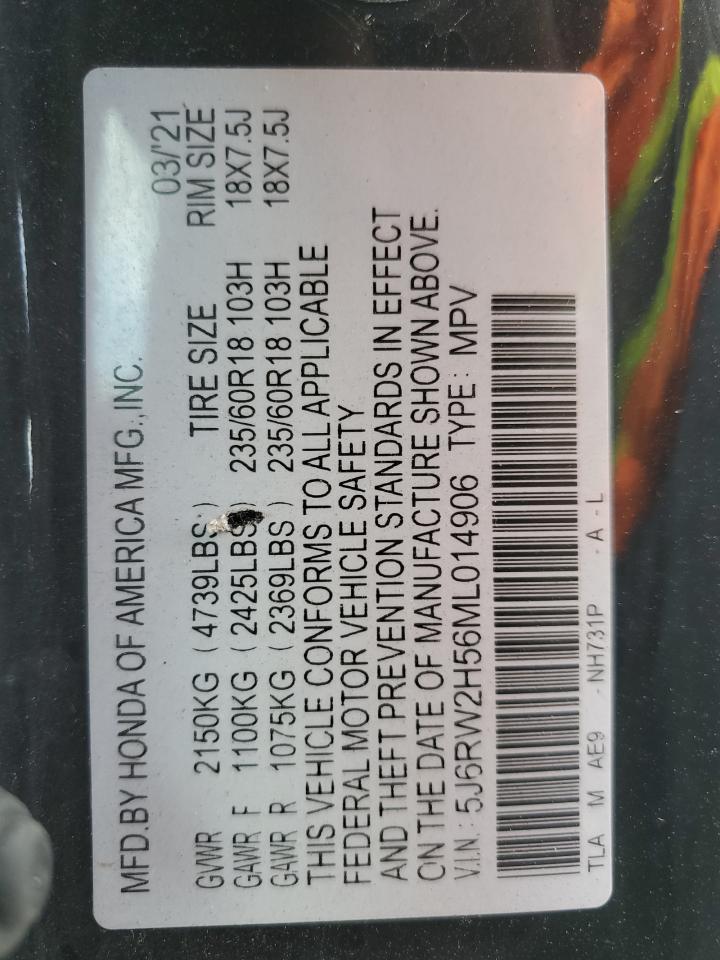 MFD.BY HONDA OF AMERICA MFG.,INC.
03/'21
GVWR 2150KG ( 4739LBS ) TIRE SIZE RIM SIZE
GAWR F 1100KG ( 2425LBS ) 235/60R18 103H 18X7.5J
GAWR R 1075KG ( 2369LBS ) 235/60R18 103H 18X7.5J
THIS VEHICLE CONFORMS TO ALL APPLICABLE
FEDERAL MOTOR VEHICLE SAFETY
AND THEFT PREVENTION STANDARDS IN EFFECT
ON THE DATE OF MANUFACTURE SHOWN ABOVE.
V.I.N.: 5J6RW2H56ML014906 TYPE : MPV
TLA M AE9 - NH731P - A - L